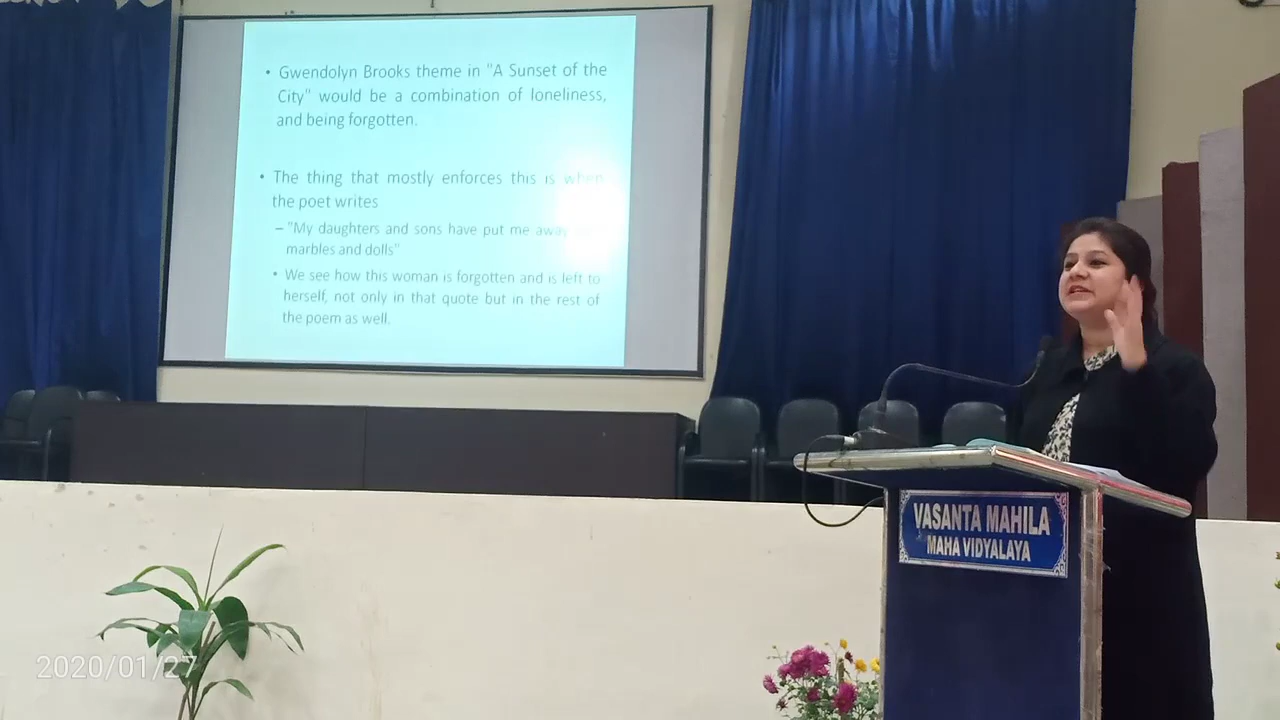 • Gwendolyn Brooks theme in "A Sunset of the
City" would be a combination of loneliness,
and being forgotten.
• The thing that mostly enforces this is when
the poet writes
– "My daughters and sons have put me away
marbles and dolls"
• We see how this woman is forgotten and is left to
herself, not only in that quote but in the rest of
the poem as well.
VASANTA MAHILA
MAHA VIDYALAYA
2020/01/27